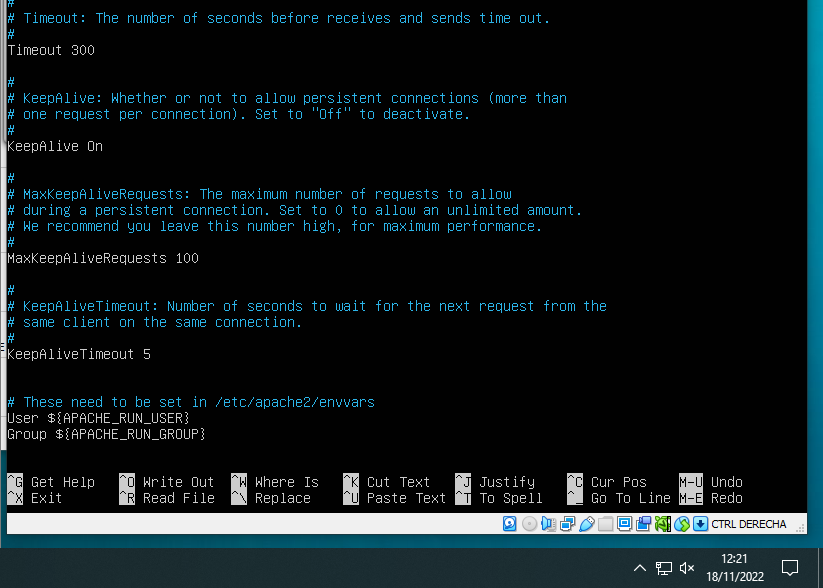 #
# Timeout: The number of seconds before receives and sends time out.
#
Timeout 300
#
# KeepAlive: Whether or not to allow persistent connections (more than
# one request per connection). Set to "Off" to deactivate.
#
KeepAlive On
#
# MaxKeepAliveRequests: The maximum number of requests to allow
# during a persistent connection. Set to 0 to allow an unlimited amount.
# We recommend you leave this number high, for maximum performance.
#
MaxKeepAliveRequests 100
#
# KeepAliveTimeout: Number of seconds to wait for the next request from the
# same client on the same connection.
#
KeepAliveTimeout 5
# These need to be set in /etc/apache2/envvars
User ${APACHE_RUN_USER}
Group ${APACHE_RUN_GROUP}
^G Get Help ^O Write Out ^W Where Is ^K Cut Text ^J Justify ^C Cur Pos M-U Undo
^X Exit ^R Read File ^\ Replace ^U Paste Text ^T To Spell ^_ Go To Line M-E Redo
CTRL DERECHA
12:21
18/11/2022